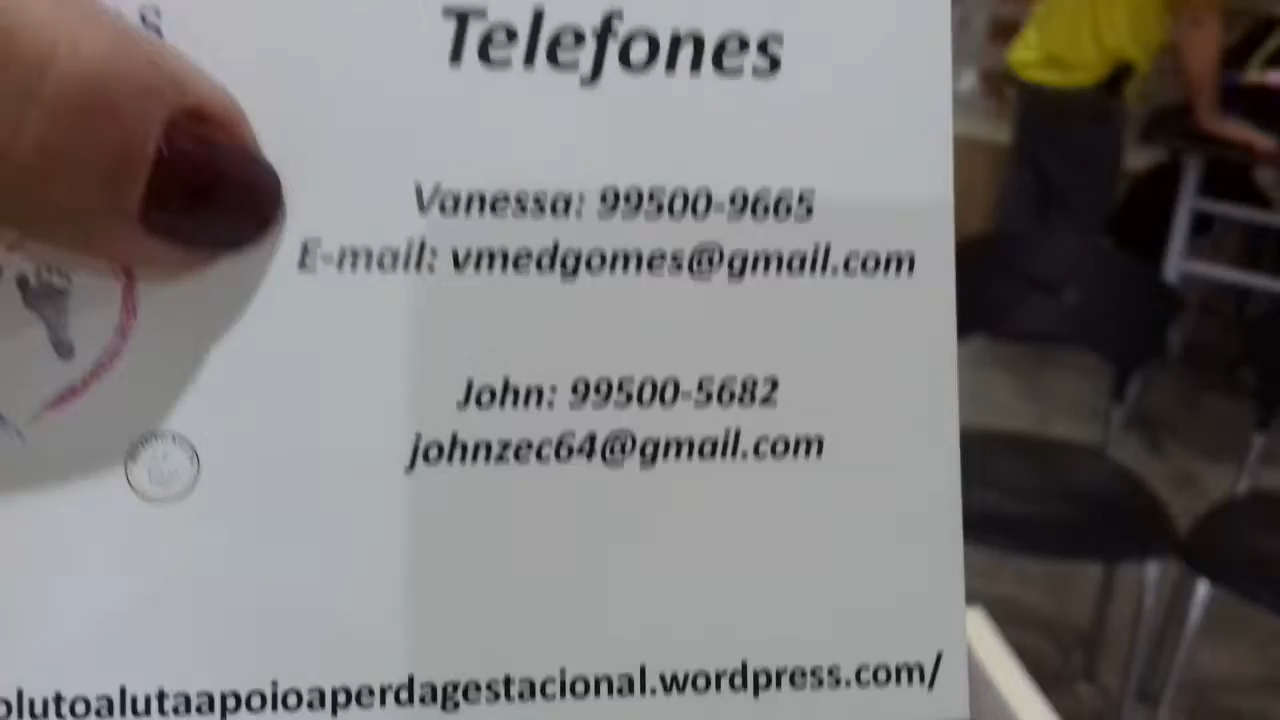 S
Telefones
Vanessa: 99500-9665
E-mail: vmedgomes@gmail.com
John: 99500-5682
johnzec64@gmail.com
olutoalutaapoioaperdagestacional.wordpress.com/